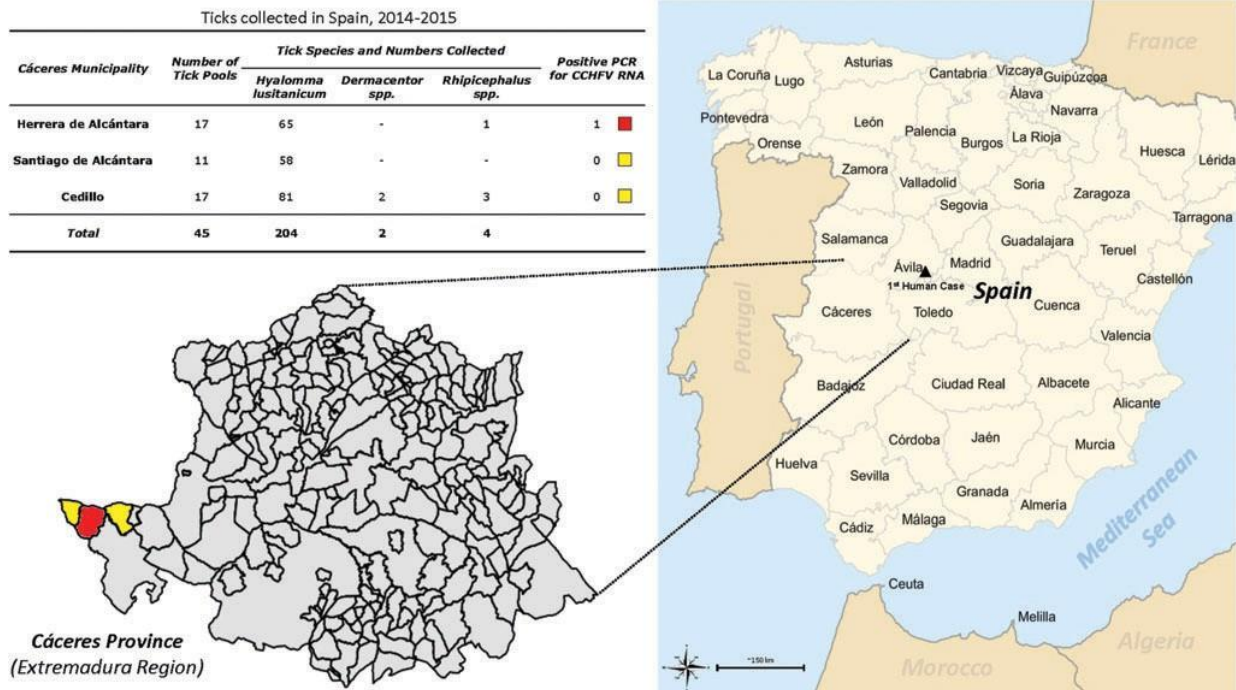 Ticks collected in Spain, 2014-2015
Cáceres Municipality Number of Tick Pools Tick Species and Numbers Collected Positive PCR for CCHFV RNA
Hyalomma lusitanicum Dermacentor spp. Rhipicephalus spp.
Herrera de Alcántara 17 65 - 1 1
Santiago de Alcántara 11 58 - - 0
Cedillo 17 81 2 3 0
Total 45 204 2 4
Cáceres Province
(Extremadura Region)
France
La Coruña
Lugo
Asturias
Cantabria
Vizcaya
Guipúzcoa
Álava
Navarra
Pontevedra
Orense
León
Palencia
Burgos
La Rioja
Huesca
Lérida
Zamora
Valladolid
Soria
Zaragoza
Segovia
Tarragona
Salamanca
Guadalajara
Teruel
Ávila
Madrid
Castellón
1st Human Case
Spain
Portugal
Cáceres
Toledo
Cuenca
Valencia
Badajoz
Ciudad Real
Albacete
Alicante
Córdoba
Jaén
Murcia
Huelva
Sevilla
Granada
Almería
Cádiz
Málaga
Mediterranean
Sea
Ceuta
Melilla
Algeria
Morocco
~150 km